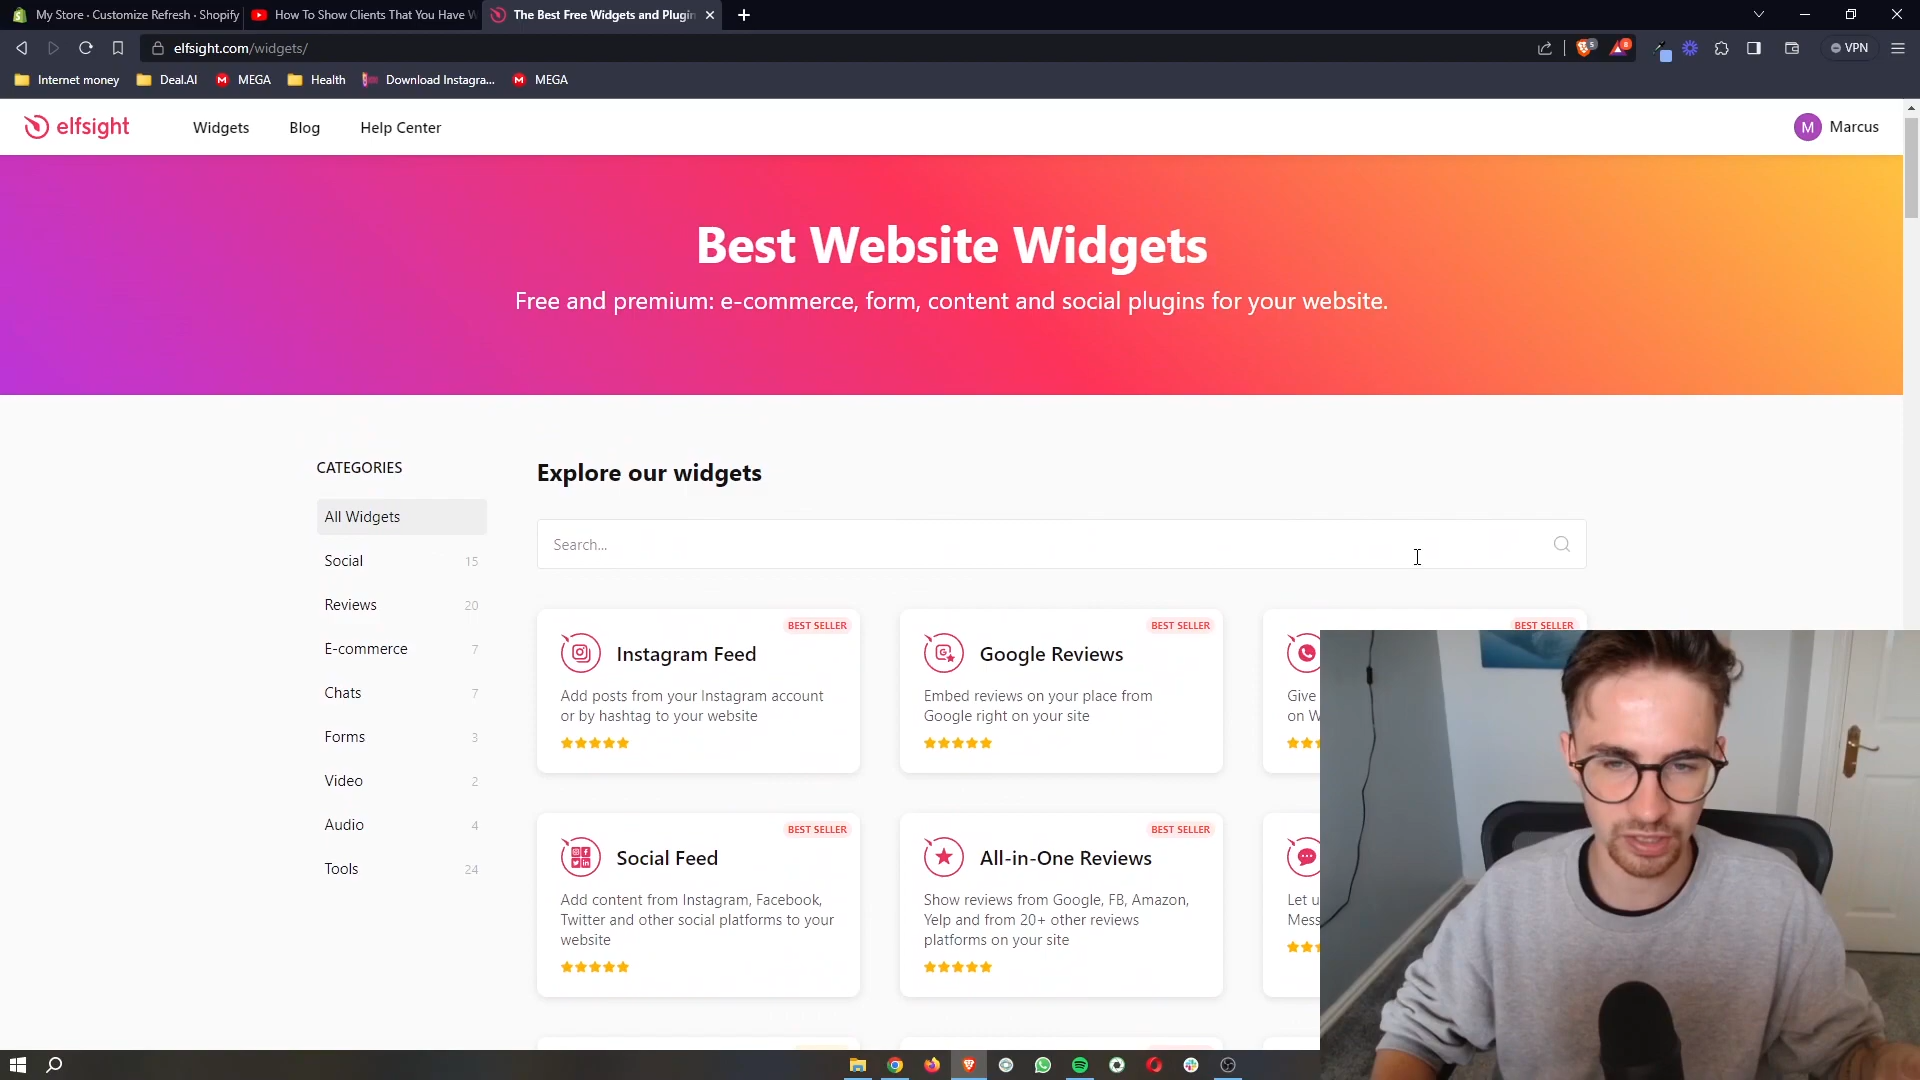 My Store · Customize Refresh · Shopify
How To Show Clients That You Have W
The Best Free Widgets and Plugin
elfsight.com/widgets/
5
8
VPN
Internet money
Deal.AI
MEGA
Health
Download Instagra...
MEGA
elfsight
Widgets
Blog
Help Center
M
Marcus
Best Website Widgets
Free and premium: e-commerce, form, content and social plugins for your website.
CATEGORIES
All Widgets
Social 15
Reviews 20
E-commerce 7
Chats 7
Forms 3
Video 2
Audio 4
Tools 24
Explore our widgets
Search...
BEST SELLER
Instagram Feed
Add posts from your Instagram account
or by hashtag to your website
BEST SELLER
Google Reviews
Embed reviews on your place from
Google right on your site
BEST SELLER
Give
on W
BEST SELLER
Social Feed
Add content from Instagram, Facebook,
Twitter and other social platforms to your
website
BEST SELLER
All-in-One Reviews
Show reviews from Google, FB, Amazon,
Yelp and from 20+ other reviews
platforms on your site
Let u
Mess